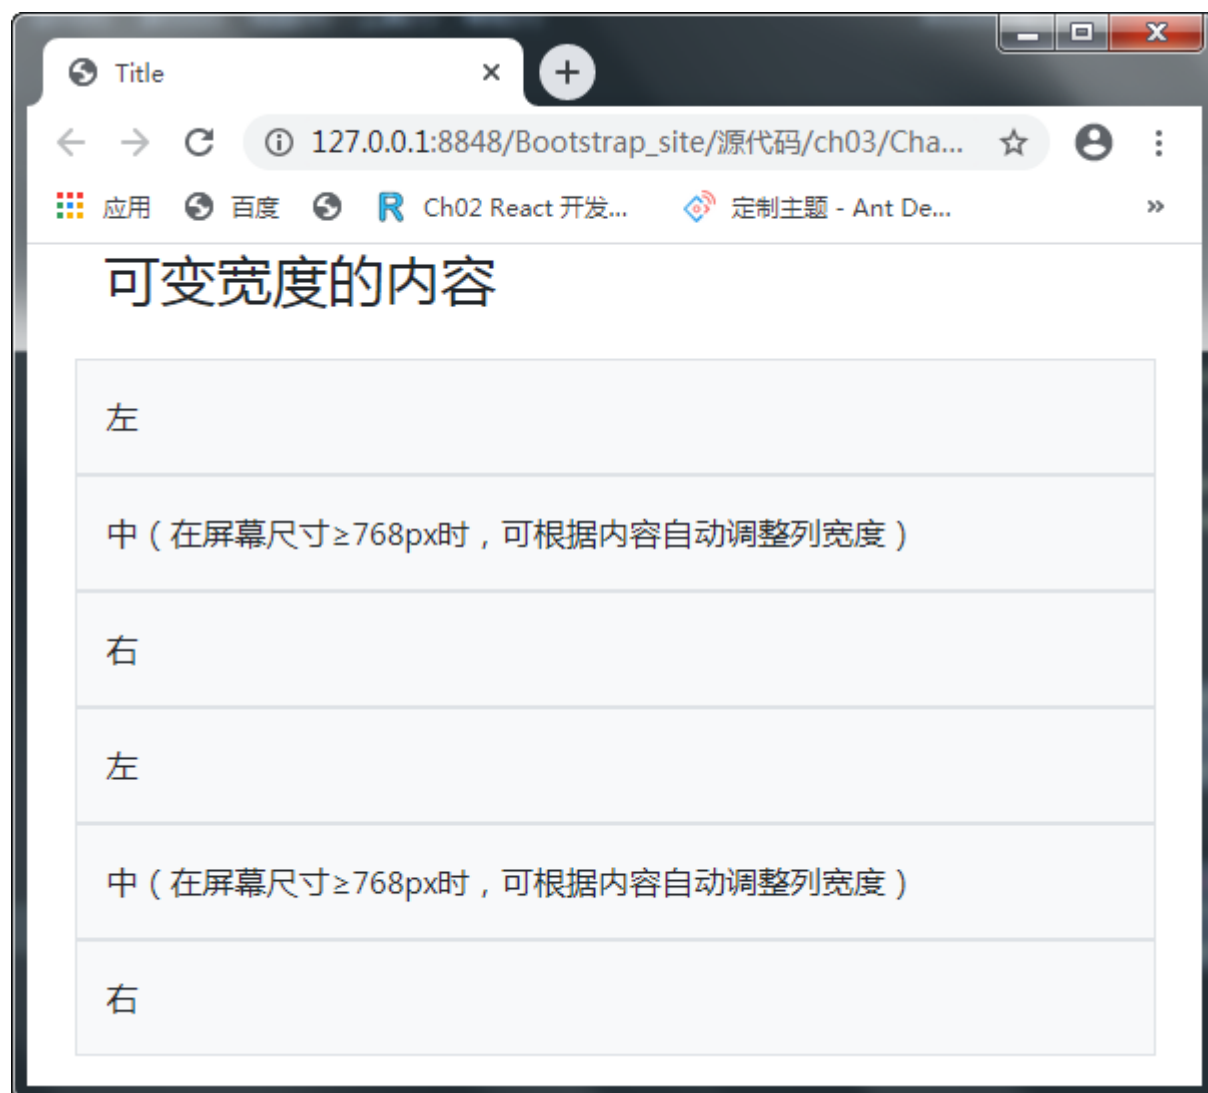 Title
127.0.0.1:8848/Bootstrap_site/源代码/ch03/Cha...
应用 百度 Ch02 React 开发... 定制主题 - Ant De...
可变宽度的内容
左
中（在屏幕尺寸≥768px时，可根据内容自动调整列宽度）
右
左
中（在屏幕尺寸≥768px时，可根据内容自动调整列宽度）
右